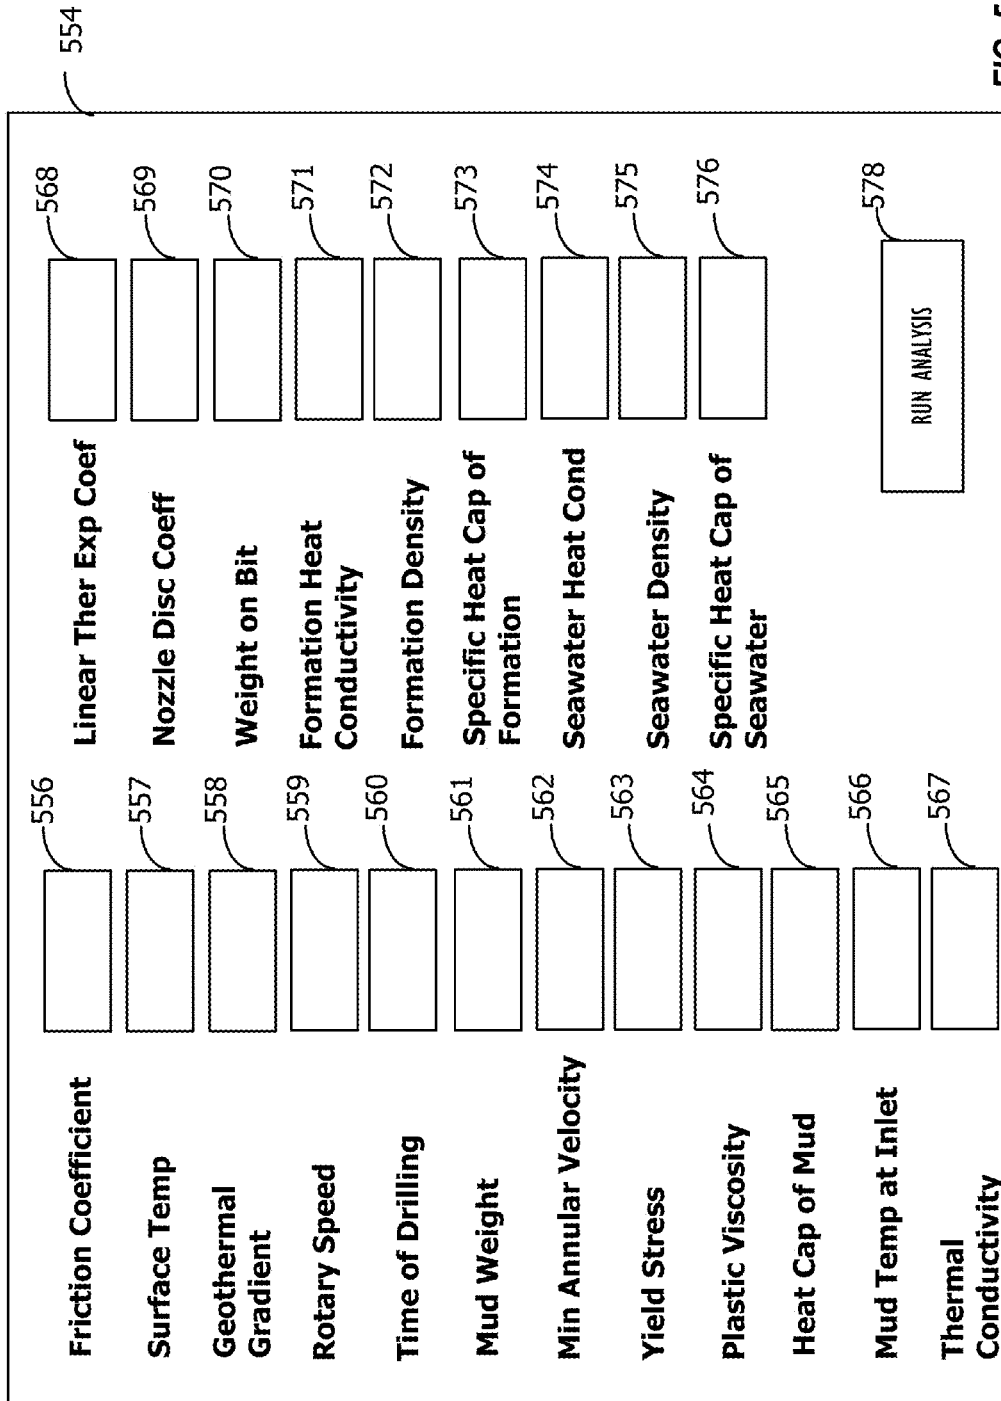 554
Friction Coefficient
556
Surface Temp
557
Geothermal
Gradient
558
Rotary Speed
559
Time of Drilling
560
Mud Weight
561
Min Annular Velocity
562
Yield Stress
563
Plastic Viscosity
564
Heat Cap of Mud
565
Mud Temp at Inlet
566
Thermal
Conductivity
567
Linear Ther Exp Coef
568
Nozzle Disc Coeff
569
Weight on Bit
570
Formation Heat
Conductivity
571
Formation Density
572
Specific Heat Cap of
Formation
573
Seawater Heat Cond
574
Seawater Density
575
Specific Heat Cap of
Seawater
576
RUN ANALYSIS
578